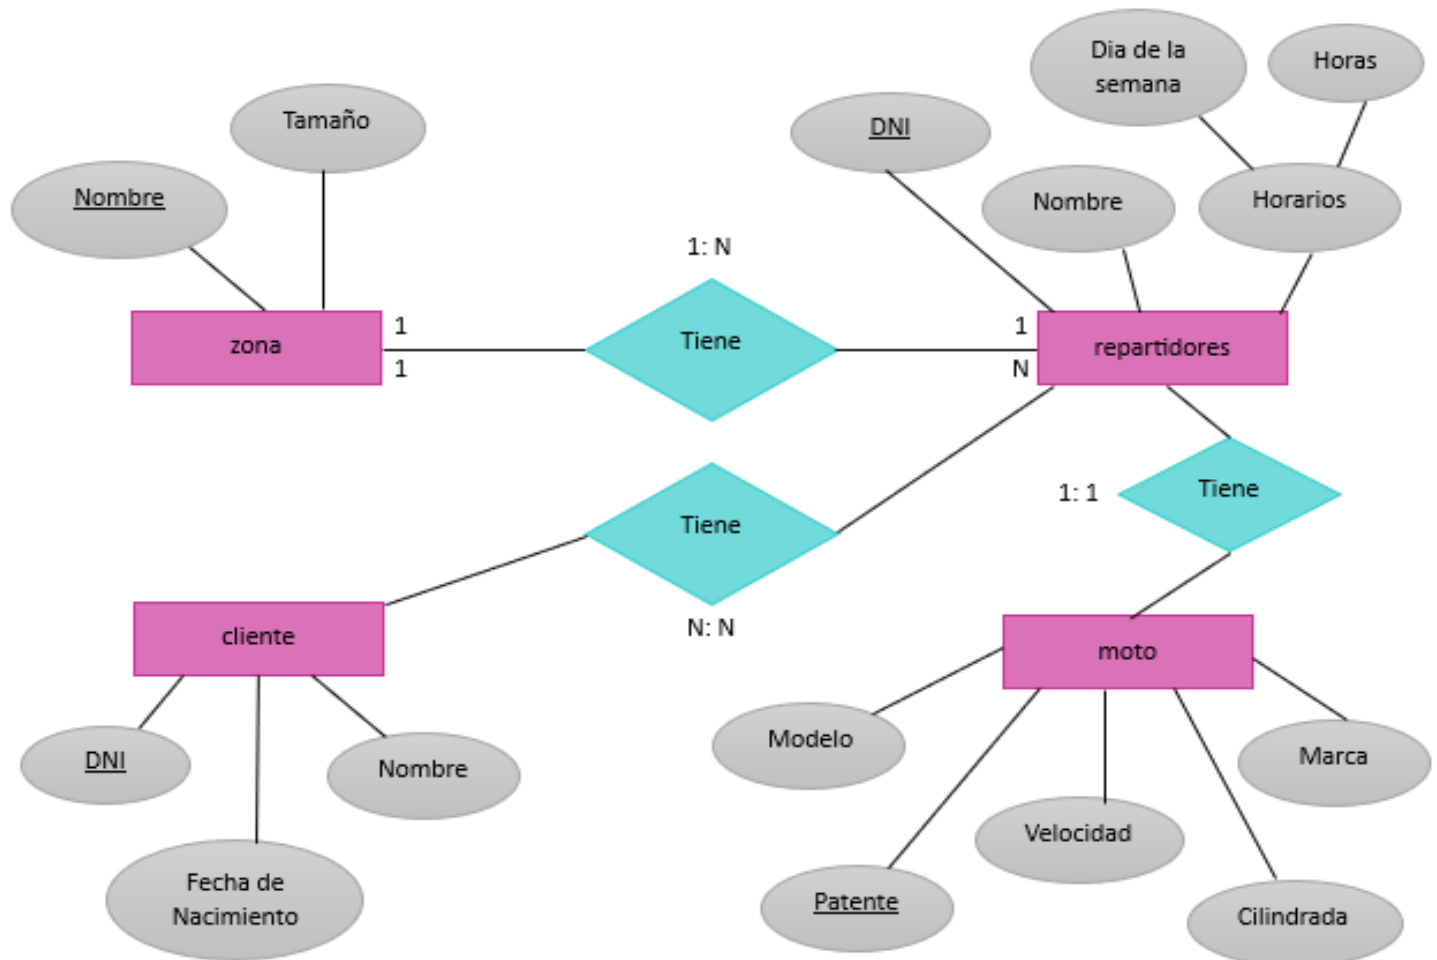 Dia de la
semana
Horas
Tamaño
DNI
Nombre
Nombre
Horarios
1: N
zona
1
1
Tiene
1
N
repartidores
Tiene
1: 1
Tiene
N: N
cliente
moto
DNI
Nombre
Modelo
Marca
Velocidad
Fecha de
Nacimiento
Patente
Cilindrada